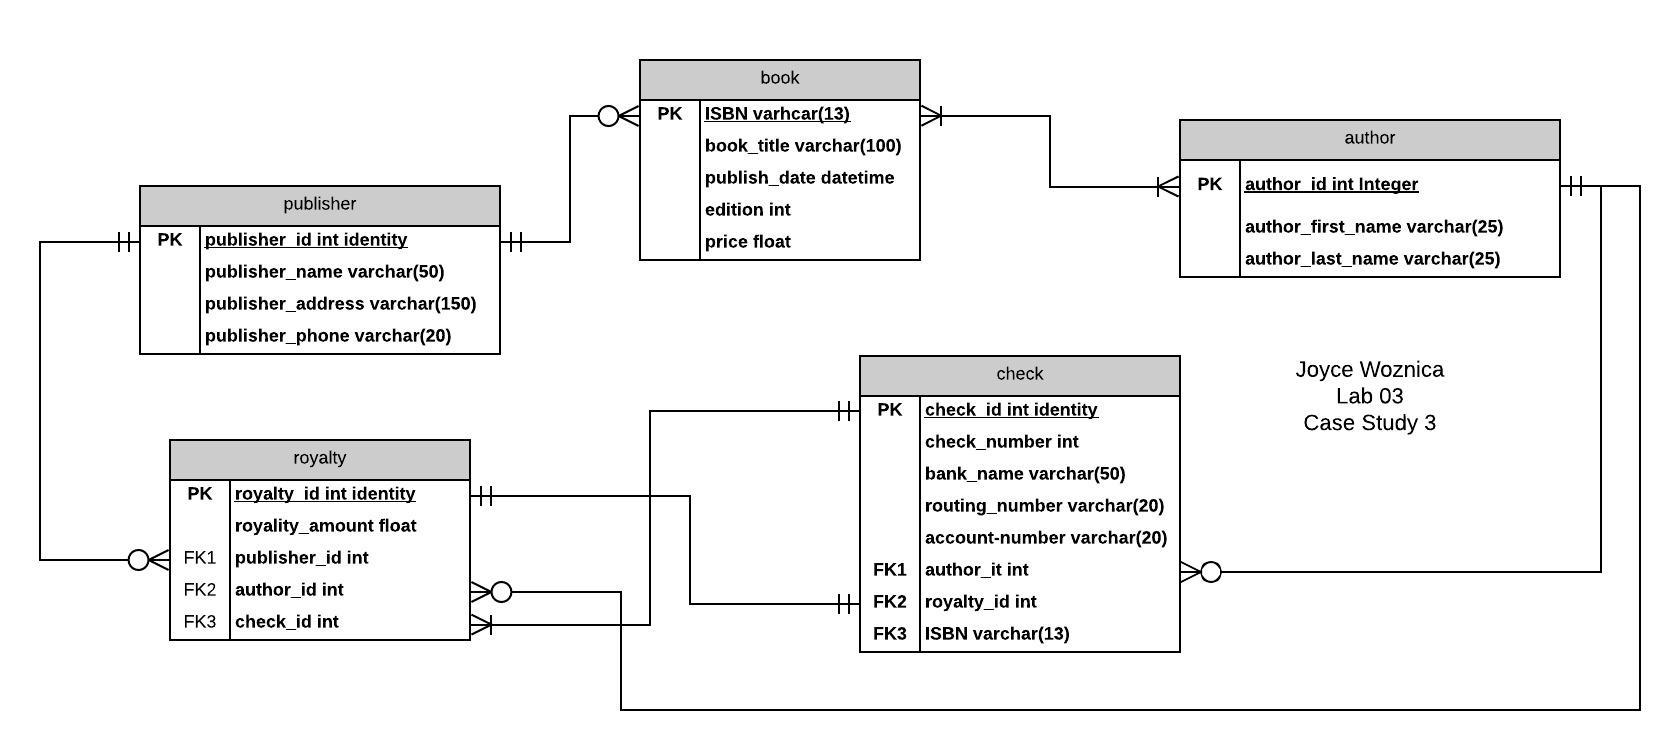 book
PK ISBN varhcar(13)
book_title varchar(100)
publish_date datetime
edition int
price float
author
PK author_id int Integer
author_first_name varchar(25)
author_last_name varchar(25)
publisher
PK publisher_id int identity
publisher_name varchar(50)
publisher_address varchar(150)
publisher_phone varchar(20)
check
PK check_id int identity
check_number int
bank_name varchar(50)
routing_number varchar(20)
account-number varchar(20)
FK1 author_it int
FK2 royalty_id int
FK3 ISBN varchar(13)
Joyce Woznica
Lab 03
Case Study 3
royalty
PK royalty_id int identity
royality_amount float
FK1 publisher_id int
FK2 author_id int
FK3 check_id int